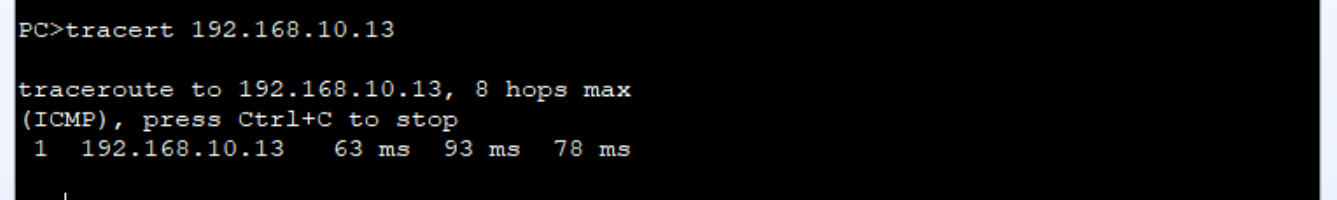 PC>tracert 192.168.10.13
traceroute to 192.168.10.13, 8 hops max
(ICMP), press Ctrl+C to stop
1 192.168.10.13 63 ms 93 ms 78 ms